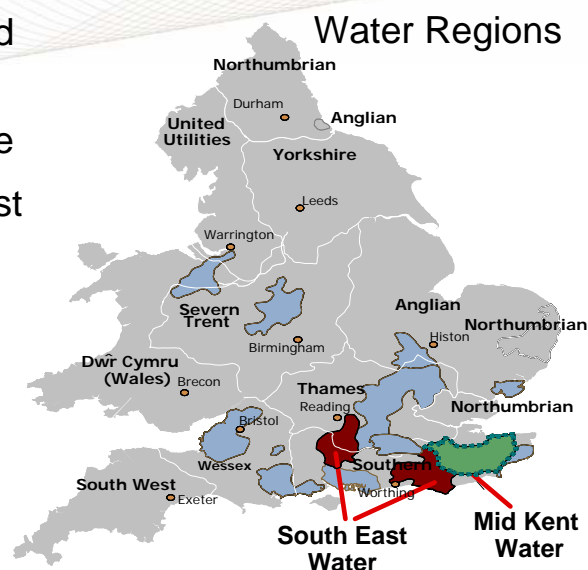 d
Water Regions
e
st
Northumbrian
Durham
Anglian
United
Utilities
Yorkshire
Leeds
Warrington
Severn
Trent
Birmingham
Anglian
Northumbrian
Histon
Dwr̂ Cymru
(Wales)
Brecon
Thames
Reading
Northumbrian
Bristol
Wessex
Southern
Worthing
South West
Exeter
South East
Water
Mid Kent
Water